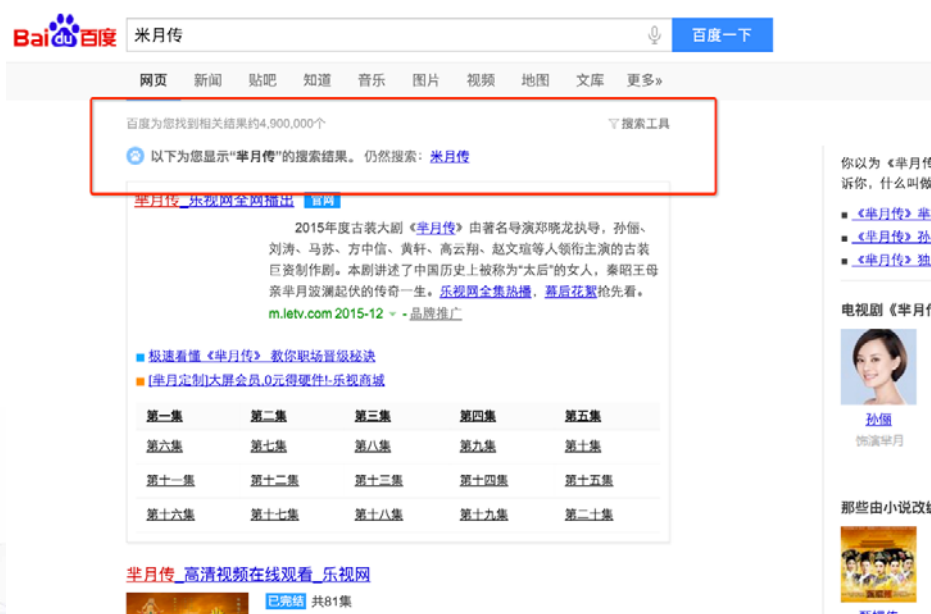 Bai du 百度 米月传 百度一下
网页 新闻 贴吧 知道 音乐 图片 视频 地图 文库 更多»
百度为您找到相关结果约4,900,000个 搜索工具
以下为您显示“芈月传”的搜索结果。 仍然搜索：米月传
芈月传_乐视网全网播出 官网
2015年度古装大剧《芈月传》由著名导演郑晓龙执导，孙俪、
刘涛、马苏、方中信、黄轩、高云翔、赵文瑄等人领衔主演的古装
巨资制作剧。本剧讲述了中国历史上被称为“太后”的女人，秦昭王母
亲芈月波澜起伏的传奇一生。乐视网全集热播，幕后花絮抢先看。
m.letv.com 2015-12 - 品牌推广
极速看懂《芈月传》 教你职场晋级秘诀
[芈月定制]大屏会员,0元得硬件!-乐视商城
第一集 第二集 第三集 第四集 第五集
第六集 第七集 第八集 第九集 第十集
第十一集 第十二集 第十三集 第十四集 第十五集
第十六集 第十七集 第十八集 第十九集 第二十集
芈月传_高清视频在线观看_乐视网
已完结 共81集
你以为《芈月传
诉你，什么叫做
《芈月传》芈
《芈月传》孙
《芈月传》独
电视剧《芈月传
孙俪
饰演芈月
那些由小说改编